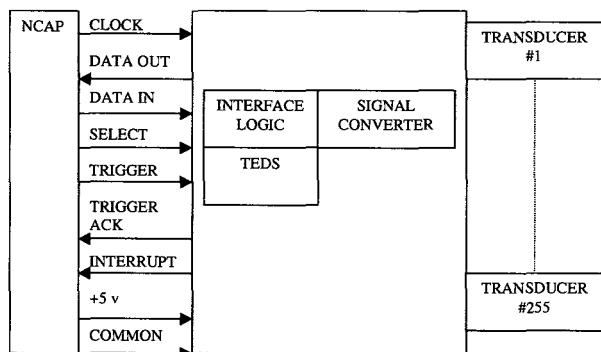 NCAP
CLOCK
DATA OUT
DATA IN
SELECT
TRIGGER
TRIGGER
ACK
INTERRUPT
+5 v
COMMON
INTERFACE
LOGIC
SIGNAL
CONVERTER
TEDS
TRANSDUCER
#1
TRANSDUCER
#255